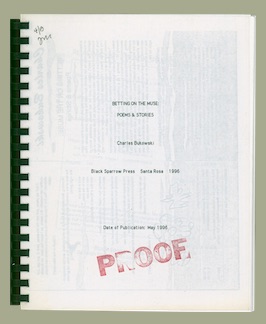 BETTING ON THE MUSE:
POEMS & STORIES
Charles Bukowski
Black Sparrow Press Santa Rosa 1996
Date of Publication: May 1996.
PROOF